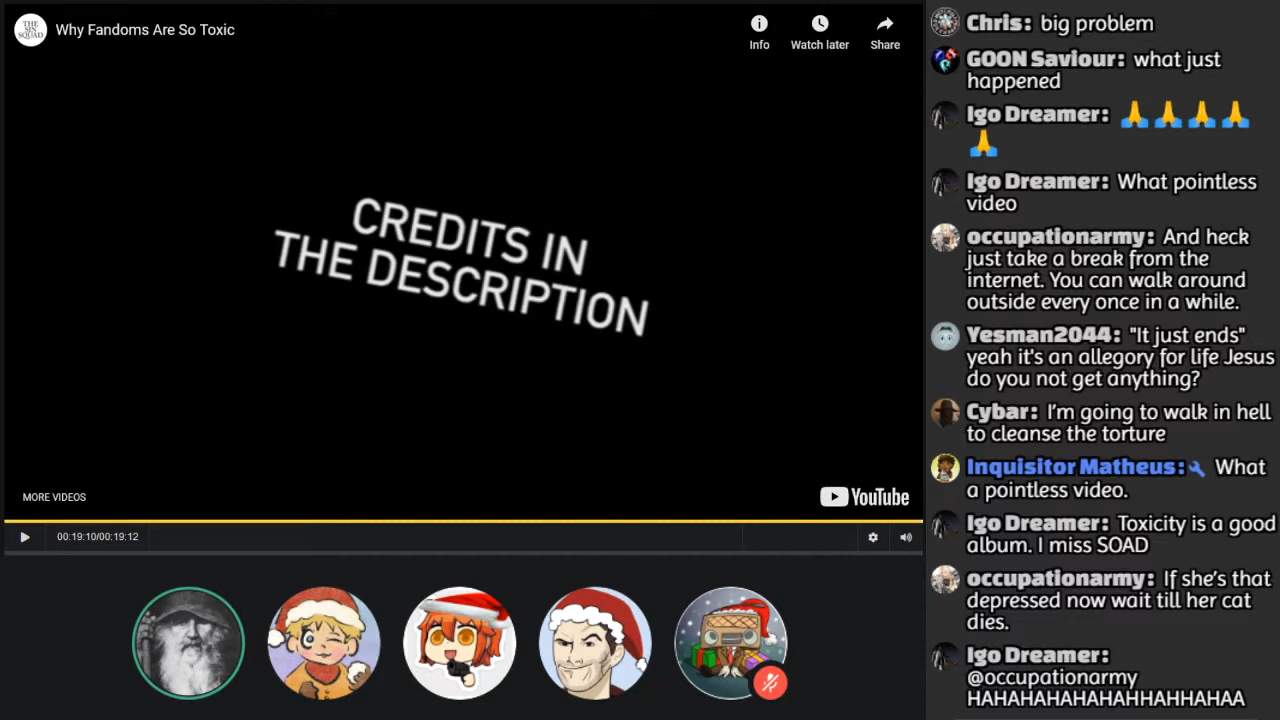 THE
SIN
SQUAD
Why Fandoms Are So Toxic
Info
Watch later
Share
CREDITS IN
THE DESCRIPTION
MORE VIDEOS
YouTube
00:19:10/00:19:12
Chris: big problem
GOON Saviour: what just
happened
Igo Dreamer: 🙏🙏🙏🙏
🙏
Igo Dreamer: What pointless
video
occupationarmy: And heck
just take a break from the
internet. You can walk around
outside every once in a while.
Yesman2044: "It just ends"
yeah it's an allegory for life Jesus
do you not get anything?
Cybar: I'm going to walk in hell
to cleanse the torture
Inquisitor Matheus: What
a pointless video.
Igo Dreamer: Toxicity is a good
album. I miss SOAD
occupationarmy: If she's that
depressed now wait till her cat
dies.
Igo Dreamer:
@occupationarmy
HAHAHAHAHAHAHHAHHAHAA